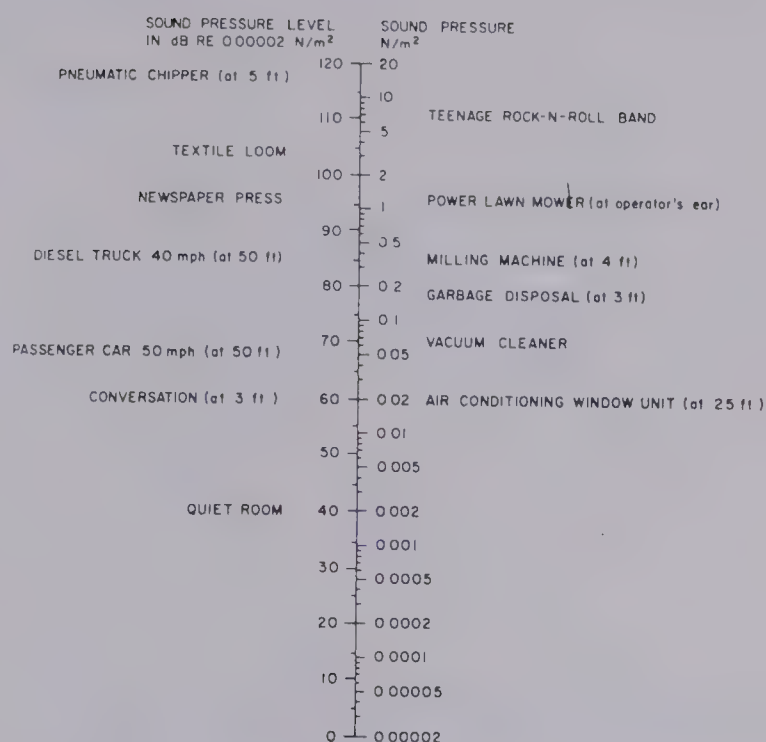 SOUND PRESSURE LEVEL
IN dB RE 0.00002 N/m²
SOUND PRESSURE
N/m²
120 20
PNEUMATIC CHIPPER (at 5 ft)
10
110 TEENAGE ROCK-N-ROLL BAND
5
TEXTILE LOOM
100 2
NEWSPAPER PRESS
POWER LAWN MOWER (at operator's ear)
1
90
0.5
DIESEL TRUCK 40 mph (at 50 ft)
MILLING MACHINE (at 4 ft)
80 0.2
GARBAGE DISPOSAL (at 3 ft)
0.1
70 VACUUM CLEANER
PASSENGER CAR 50 mph (at 50 ft)
0.05
CONVERSATION (at 3 ft) 60 0.02 AIR CONDITIONING WINDOW UNIT (at 25 ft)
0.01
50
0.005
QUIET ROOM 40 0.002
0.001
30
0.0005
20 0.0002
0.0001
10
0.00005
0 0.00002